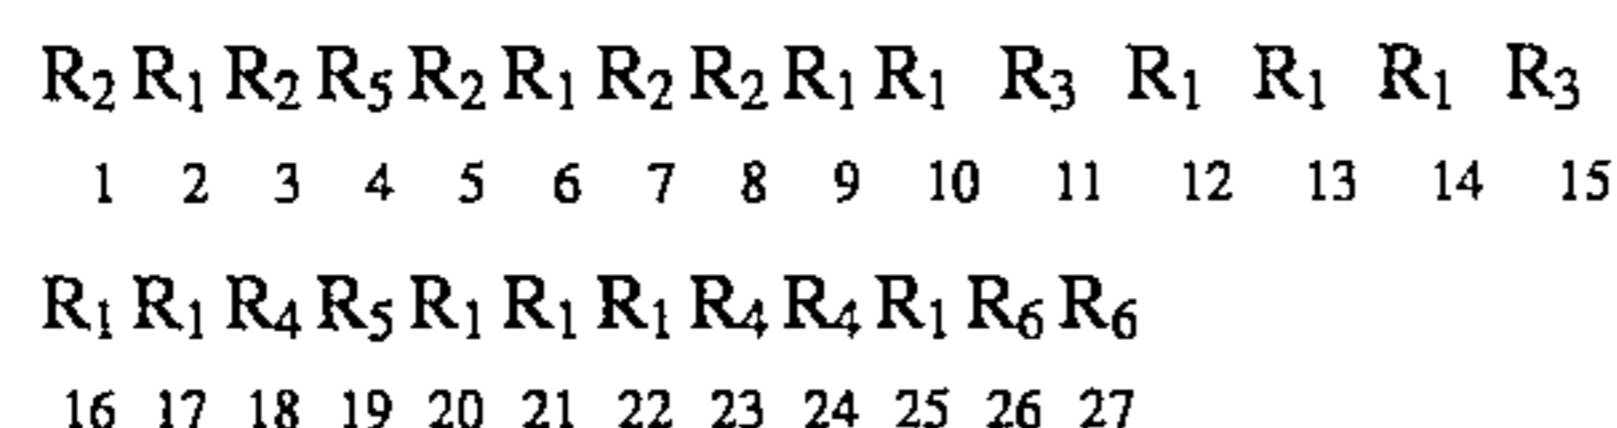 R₂ R₁ R₂ R₅ R₂ R₁ R₂ R₂ R₁ R₁ R₃ R₁ R₁ R₁ R₃
1 2 3 4 5 6 7 8 9 10 11 12 13 14 15
R₁ R₁ R₄ R₅ R₁ R₁ R₁ R₄ R₄ R₁ R₆ R₆
16 17 18 19 20 21 22 23 24 25 26 27